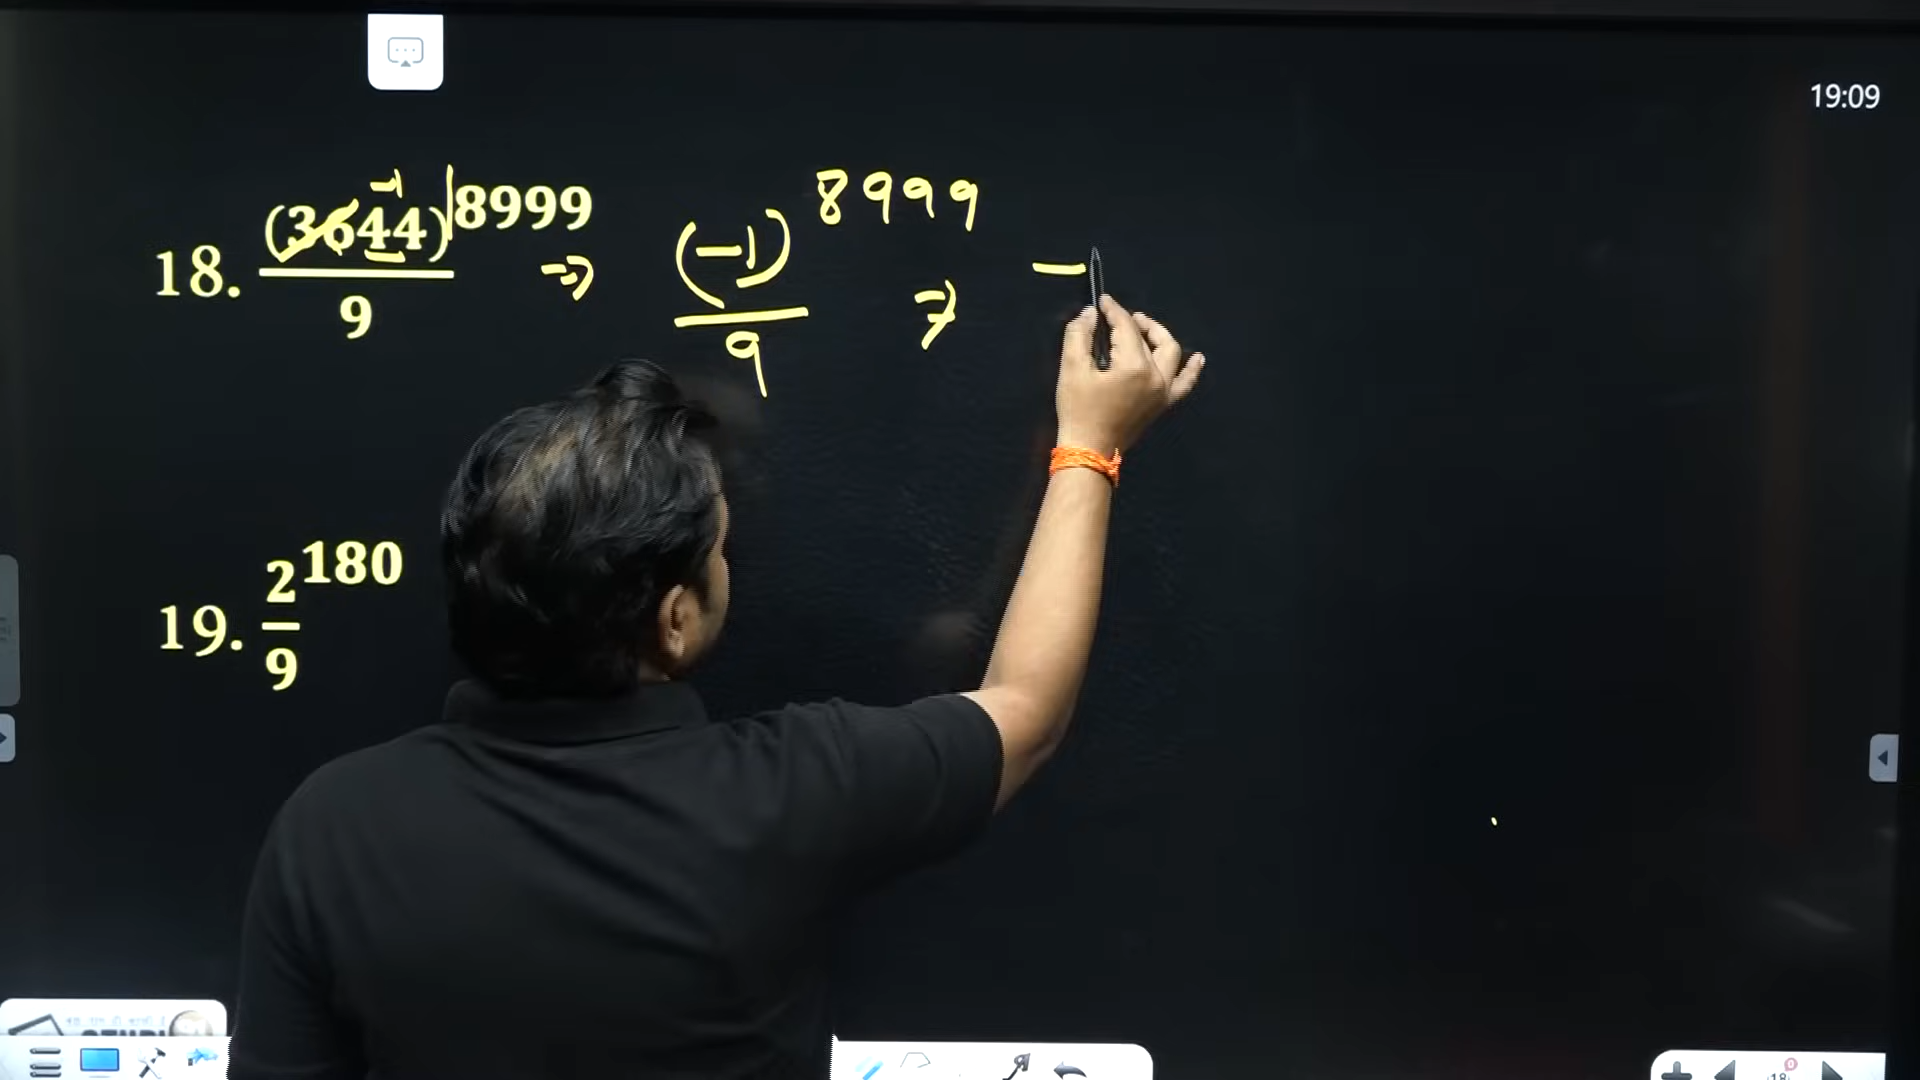 19:09
18. (3644)^8999 / 9 ⇒ (-1)^8999 / 9 ⇒ -
-1
19. 2^180 / 9